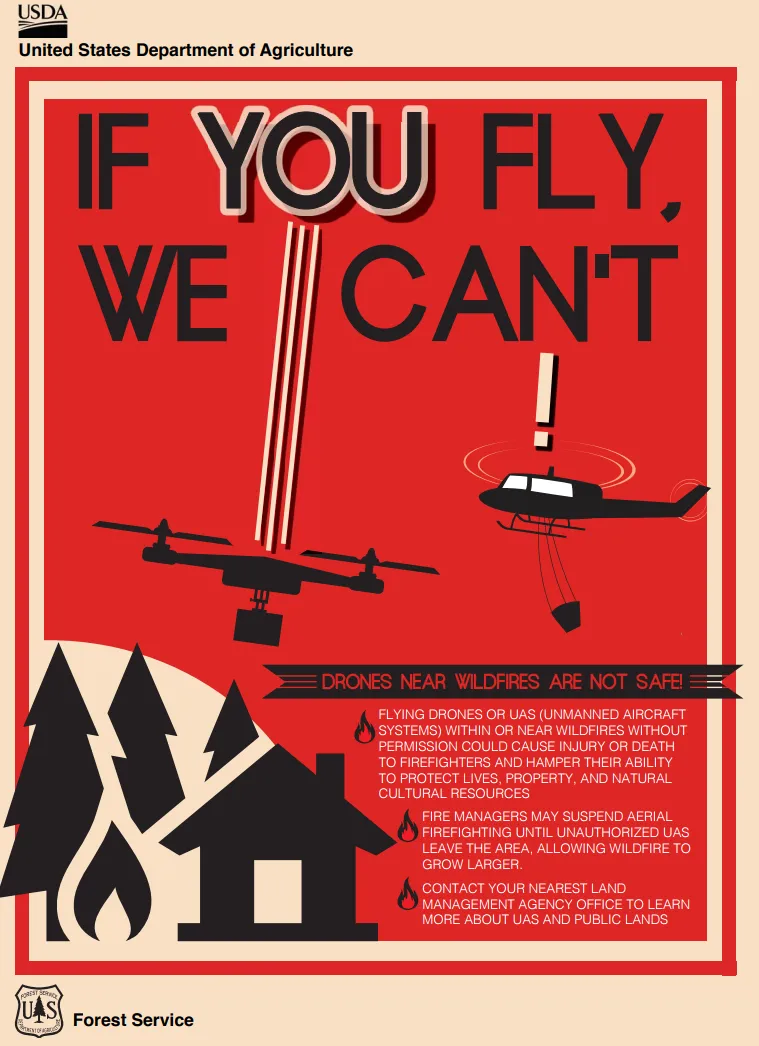 USDA
United States Department of Agriculture
IF YOU FLY,
WE CAN'T
!
DRONES NEAR WILDFIRES ARE NOT SAFE!
FLYING DRONES OR UAS (UNMANNED AIRCRAFT
SYSTEMS) WITHIN OR NEAR WILDFIRES WITHOUT
PERMISSION COULD CAUSE INJURY OR DEATH
TO FIREFIGHTERS AND HAMPER THEIR ABILITY
TO PROTECT LIVES, PROPERTY, AND NATURAL
CULTURAL RESOURCES
FIRE MANAGERS MAY SUSPEND AERIAL
FIREFIGHTING UNTIL UNAUTHORIZED UAS
LEAVE THE AREA, ALLOWING WILDFIRE TO
GROW LARGER.
CONTACT YOUR NEAREST LAND
MANAGEMENT AGENCY OFFICE TO LEARN
MORE ABOUT UAS AND PUBLIC LANDS
FOREST SERVICE
U S
DEPARTMENT OF AGRICULTURE
Forest Service